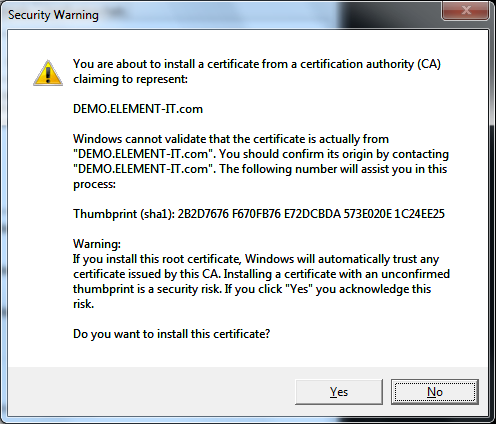 Security Warning
You are about to install a certificate from a certification authority (CA)
claiming to represent:
DEMO.ELEMENT-IT.com
Windows cannot validate that the certificate is actually from
"DEMO.ELEMENT-IT.com". You should confirm its origin by contacting
"DEMO.ELEMENT-IT.com". The following number will assist you in this
process:
Thumbprint (sha1): 2B2D7676 F670FB76 E72DCBDA 573E020E 1C24EE25
Warning:
If you install this root certificate, Windows will automatically trust any
certificate issued by this CA. Installing a certificate with an unconfirmed
thumbprint is a security risk. If you click "Yes" you acknowledge this
risk.
Do you want to install this certificate?
Yes
No